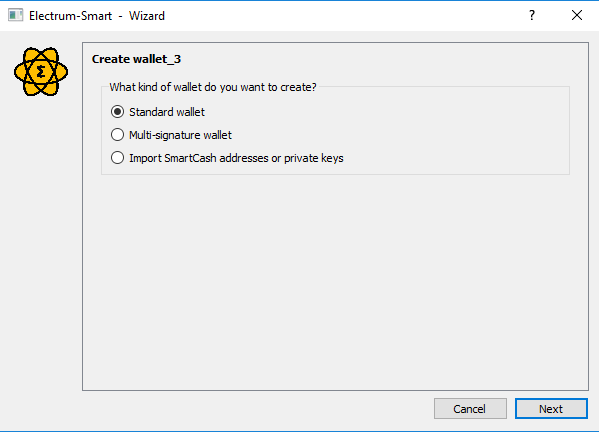 Electrum-Smart - Wizard
?
Create wallet_3
What kind of wallet do you want to create?
Standard wallet
Multi-signature wallet
Import SmartCash addresses or private keys
Cancel
Next